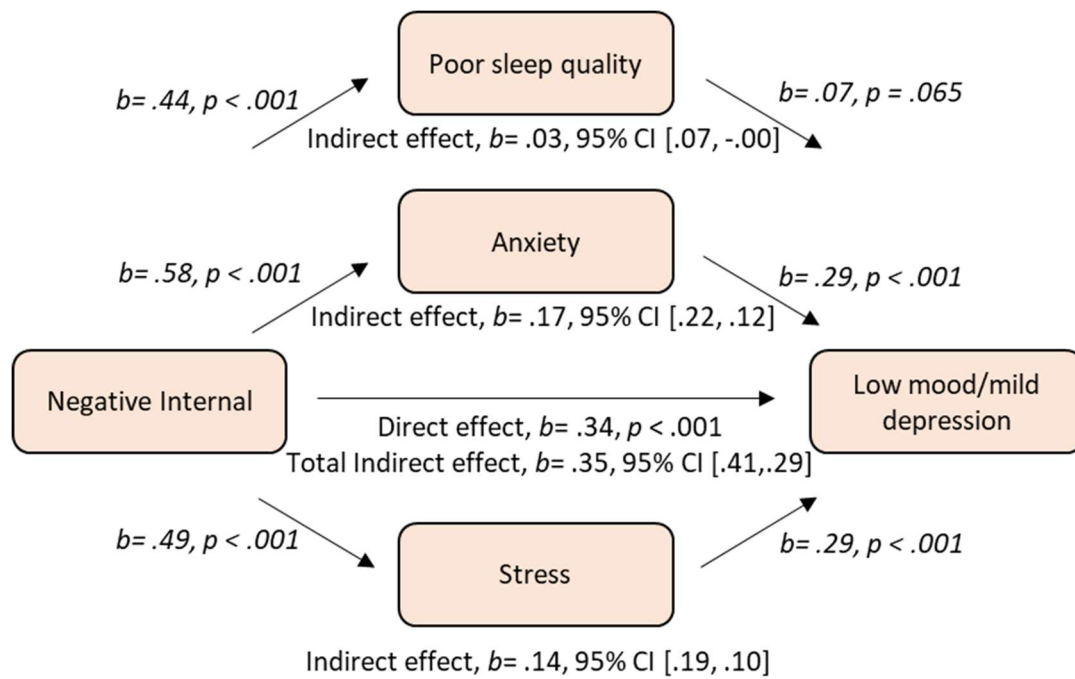 Poor sleep quality
b= .44, p < .001
b= .07, p = .065
Indirect effect, b= .03, 95% CI [.07, -.00]
Anxiety
b= .58, p < .001
b= .29, p < .001
Indirect effect, b= .17, 95% CI [.22, .12]
Negative Internal
Low mood/mild
depression
Direct effect, b= .34, p < .001
Total Indirect effect, b= .35, 95% CI [.41,.29]
b= .49, p < .001
b= .29, p < .001
Stress
Indirect effect, b= .14, 95% CI [.19, .10]